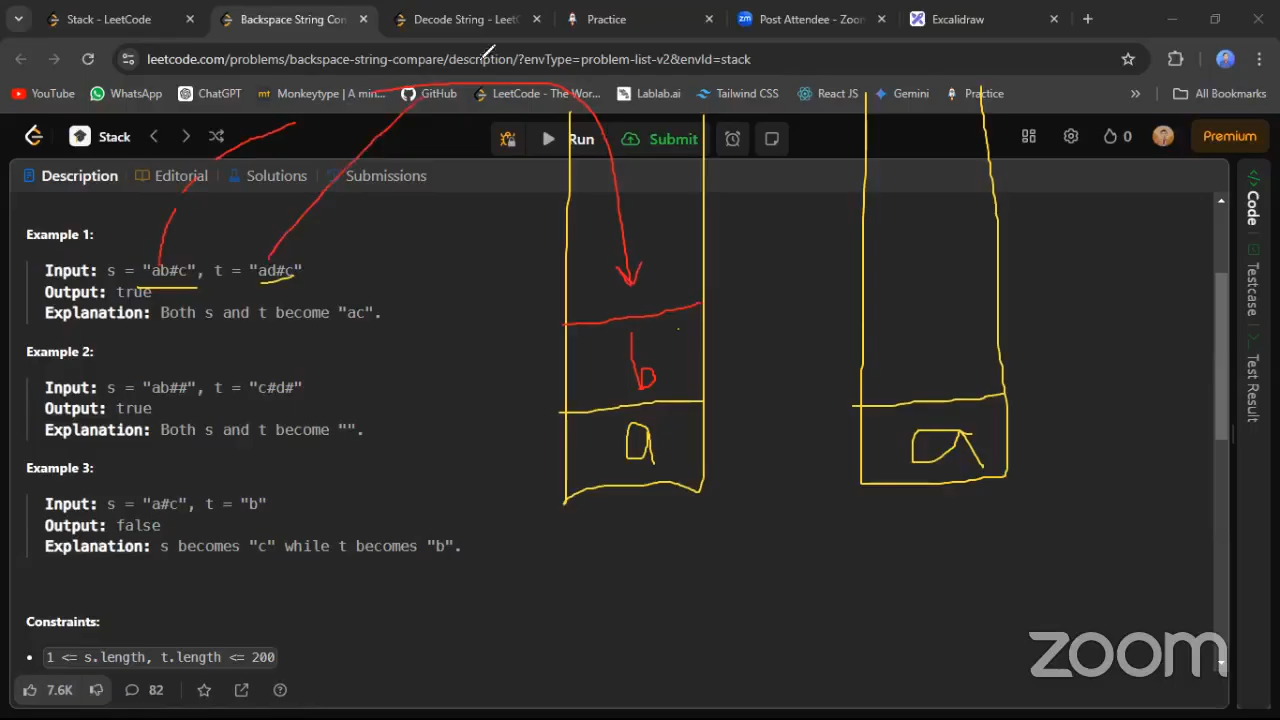 Stack - LeetCode
Backspace String Con
Decode String - LeetC
Practice
Post Attendee - Zoom
Excalidraw
leetcode.com/problems/backspace-string-compare/description/?envType=problem-list-v2&envId=stack
YouTube
WhatsApp
ChatGPT
mt Monkeytype | A min...
GitHub
LeetCode - The Wor...
Lablab.ai
Tailwind CSS
React JS
Gemini
Practice
»
All Bookmarks
Stack
Run
Submit
0
Premium
Description
Editorial
Solutions
Submissions
Example 1:
Input: s = "ab#c", t = "ad#c"
Output: true
Explanation: Both s and t become "ac".
Example 2:
Input: s = "ab##", t = "c#d#"
Output: true
Explanation: Both s and t become "".
Example 3:
Input: s = "a#c", t = "b"
Output: false
Explanation: s becomes "c" while t becomes "b".
Constraints:
1 <= s.length, t.length <= 200
7.6K
82
b
a
a
Code
Testcase
Test Result
zoom